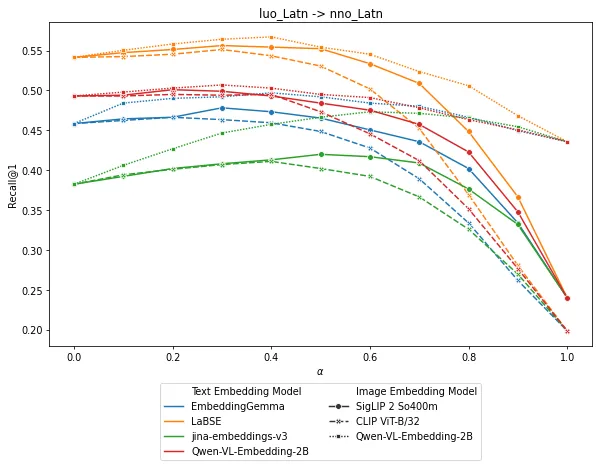 luo_Latn -> nno_Latn
Recall@1
0.55
0.50
0.45
0.40
0.35
0.30
0.25
0.20
0.0
0.2
0.4
0.6
0.8
1.0
α
Text Embedding Model
EmbeddingGemma
LaBSE
jina-embeddings-v3
Qwen-VL-Embedding-2B
Image Embedding Model
SigLIP 2 So400m
CLIP ViT-B/32
Qwen-VL-Embedding-2B